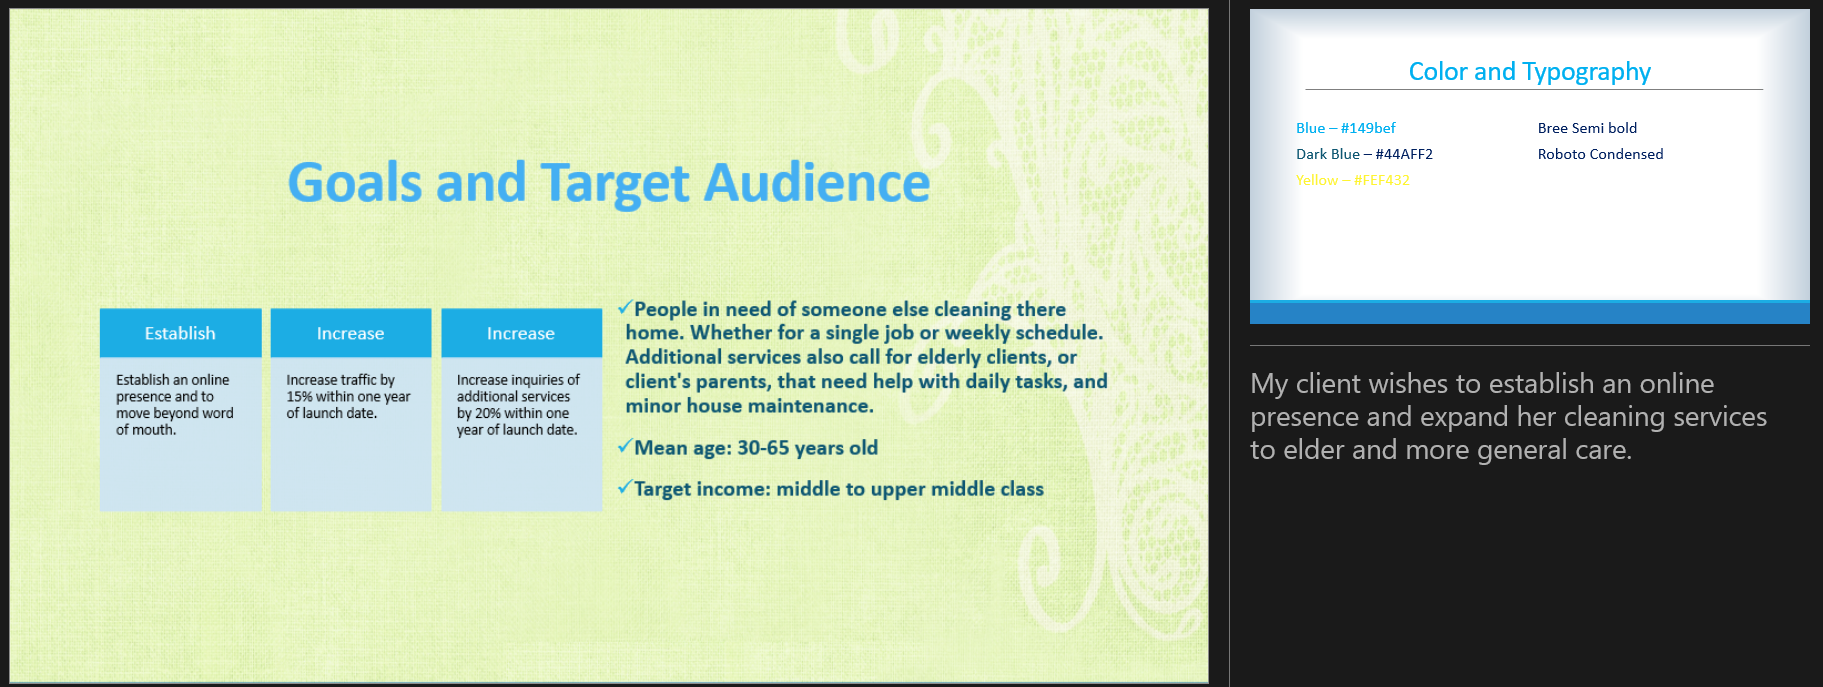 Goals and Target Audience
Establish
Establish an online
presence and to
move beyond word
of mouth.
Increase
Increase traffic by
15% within one year
of launch date.
Increase
Increase inquiries of
additional services
by 20% within one
year of launch date.
People in need of someone else cleaning there
home. Whether for a single job or weekly schedule.
Additional services also call for elderly clients, or
client's parents, that need help with daily tasks, and
minor house maintenance.
Mean age: 30-65 years old
Target income: middle to upper middle class
Color and Typography
Blue – #149bef
Dark Blue – #44AFF2
Yellow – #FEF432
Bree Semi bold
Roboto Condensed
My client wishes to establish an online
presence and expand her cleaning services
to elder and more general care.